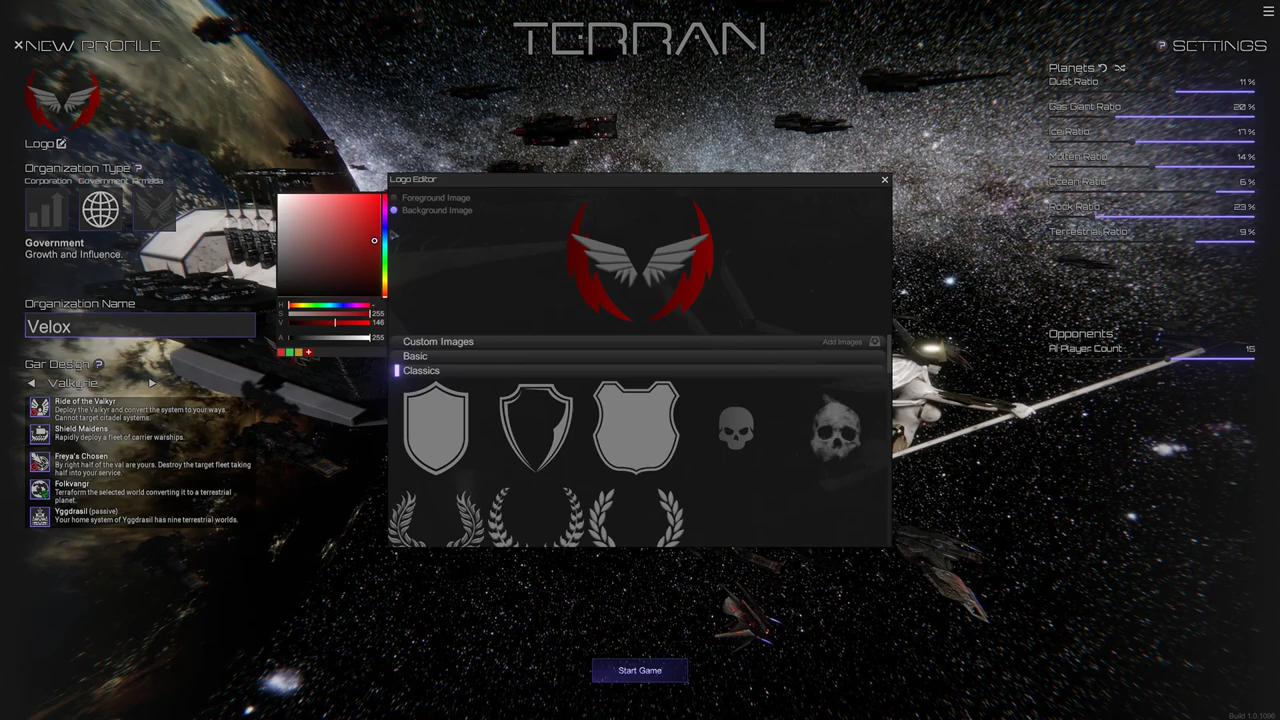 TERRAN
×NEW PROFILE
Logo
Organization Type ?
Corporation Government Armada
Government
Growth and Influence.
Organization Name
Velox
Gar Design ?
Valkyrie
Ride of the Valkyr
Deploy the Valkyr and convert the system to your ways.
Cannot target citadel systems.
Shield Maidens
Rapidly deploy a fleet of carrier warships.
Freya's Chosen
By right half of the val are yours. Destroy the target fleet taking
half into your service.
Folkvangr
Terraform the selected world converting it to a terrestrial
planet.
Yggdrasil (passive)
Your home system of Yggdrasil has nine terrestrial worlds.
H -
S 255
V 146
A 255
Logo Editor
Foreground Image
Background Image
Custom Images
Add Images
Basic
Classics
Start Game
? SETTINGS
Planets
Dust Ratio 11 %
Gas Giant Ratio 20 %
Ice Ratio 17 %
Molten Ratio 14 %
Ocean Ratio 6 %
Rock Ratio 23 %
Terrestrial Ratio 9 %
Opponents
AI Player Count 15